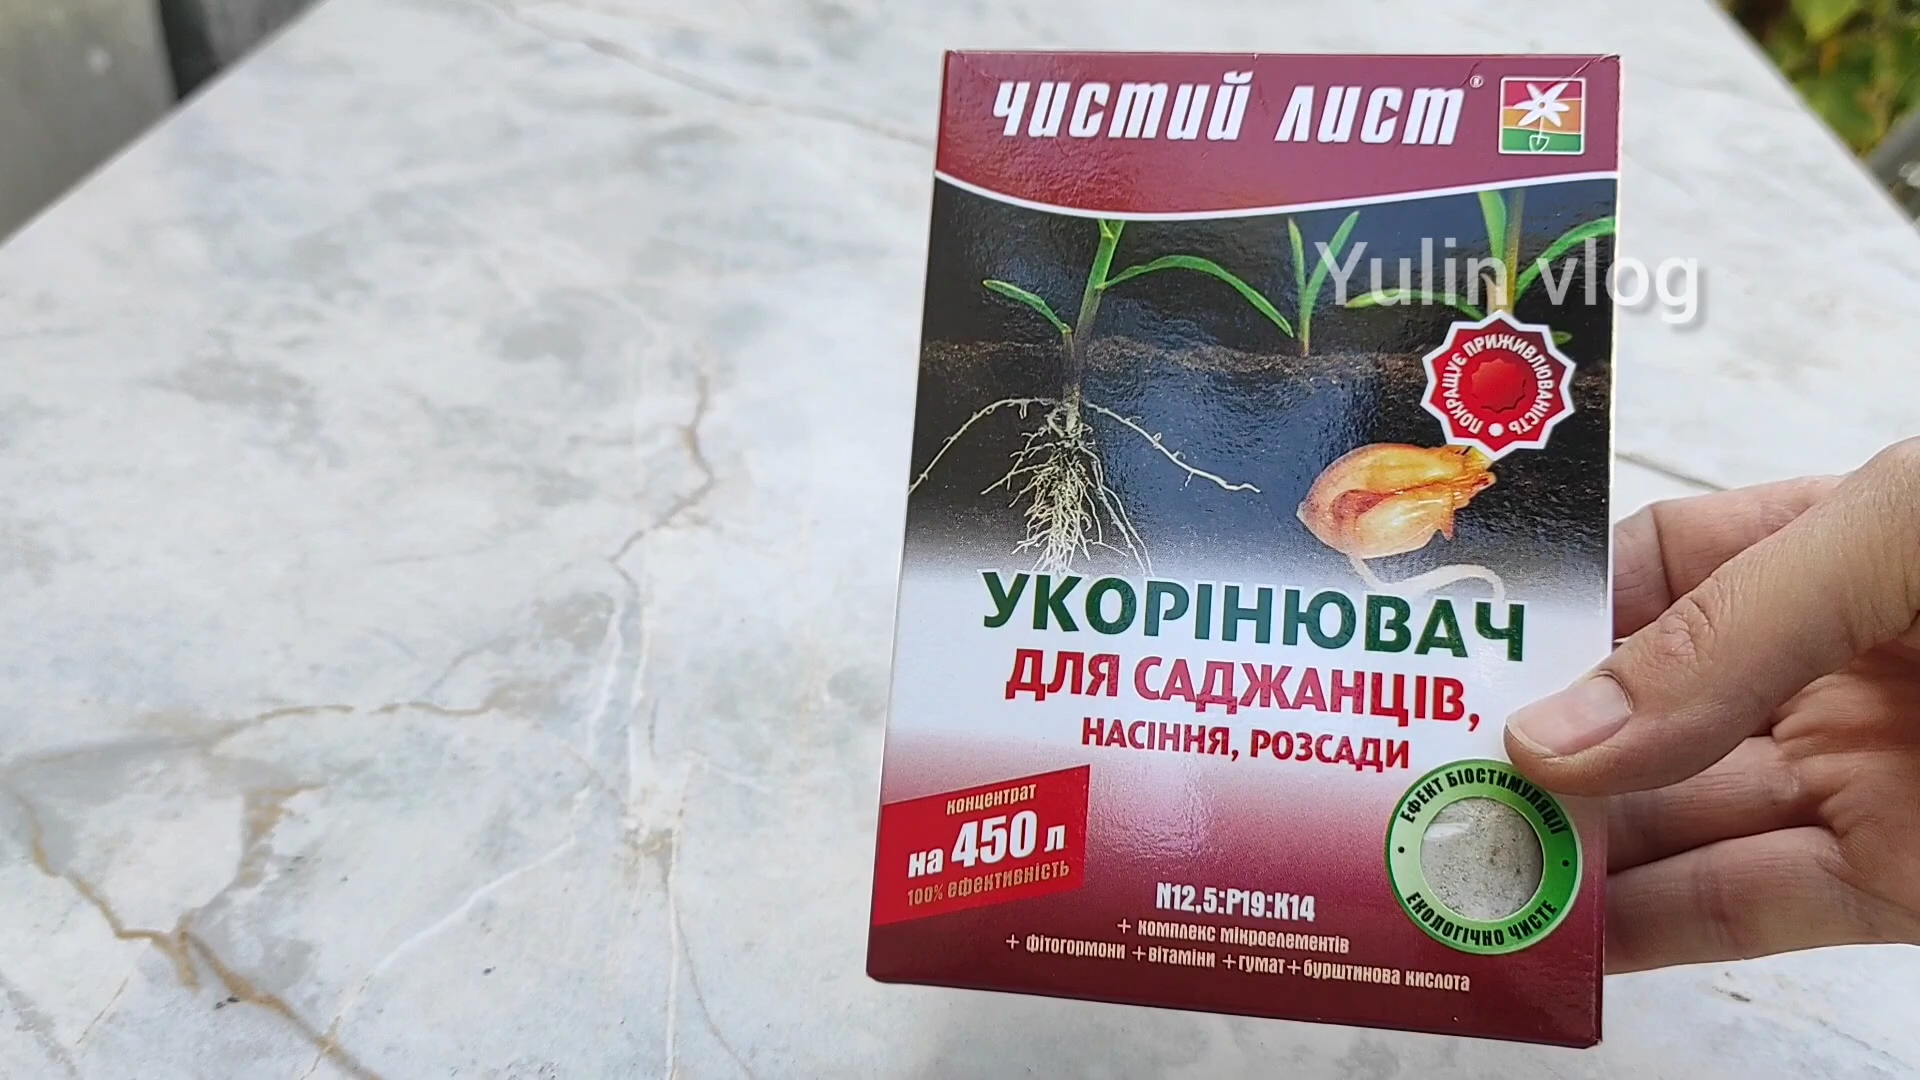 чистий лист®
Yulin vlog
ПОКРАЩУЄ ПРИЖИВЛЮВАНІСТЬ
УКОРІНЮВАЧ
ДЛЯ САДЖАНЦІВ,
НАСІННЯ, РОЗСАДИ
концентрат
на 450 л
100% ефективність
ЕФЕКТ БІОСТИМУЛЯЦІЇ
ЕКОЛОГІЧНО ЧИСТЕ
N12,5:P19:K14
+ комплекс мікроелементів
+ фітогормони +вітаміни +гумат+бурштинова кислота